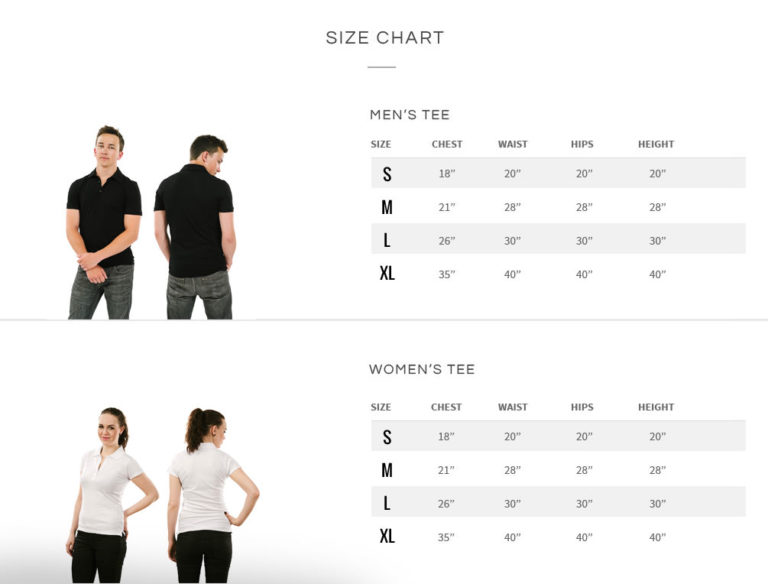 SIZE CHART
MEN’S TEE
SIZE CHEST WAIST HIPS HEIGHT
S 18” 20” 20” 20”
M 21” 28” 28” 28”
L 26” 30” 30” 30”
XL 35” 40” 40” 40”
WOMEN’S TEE
SIZE CHEST WAIST HIPS HEIGHT
S 18” 20” 20” 20”
M 21” 28” 28” 28”
L 26” 30” 30” 30”
XL 35” 40” 40” 40”